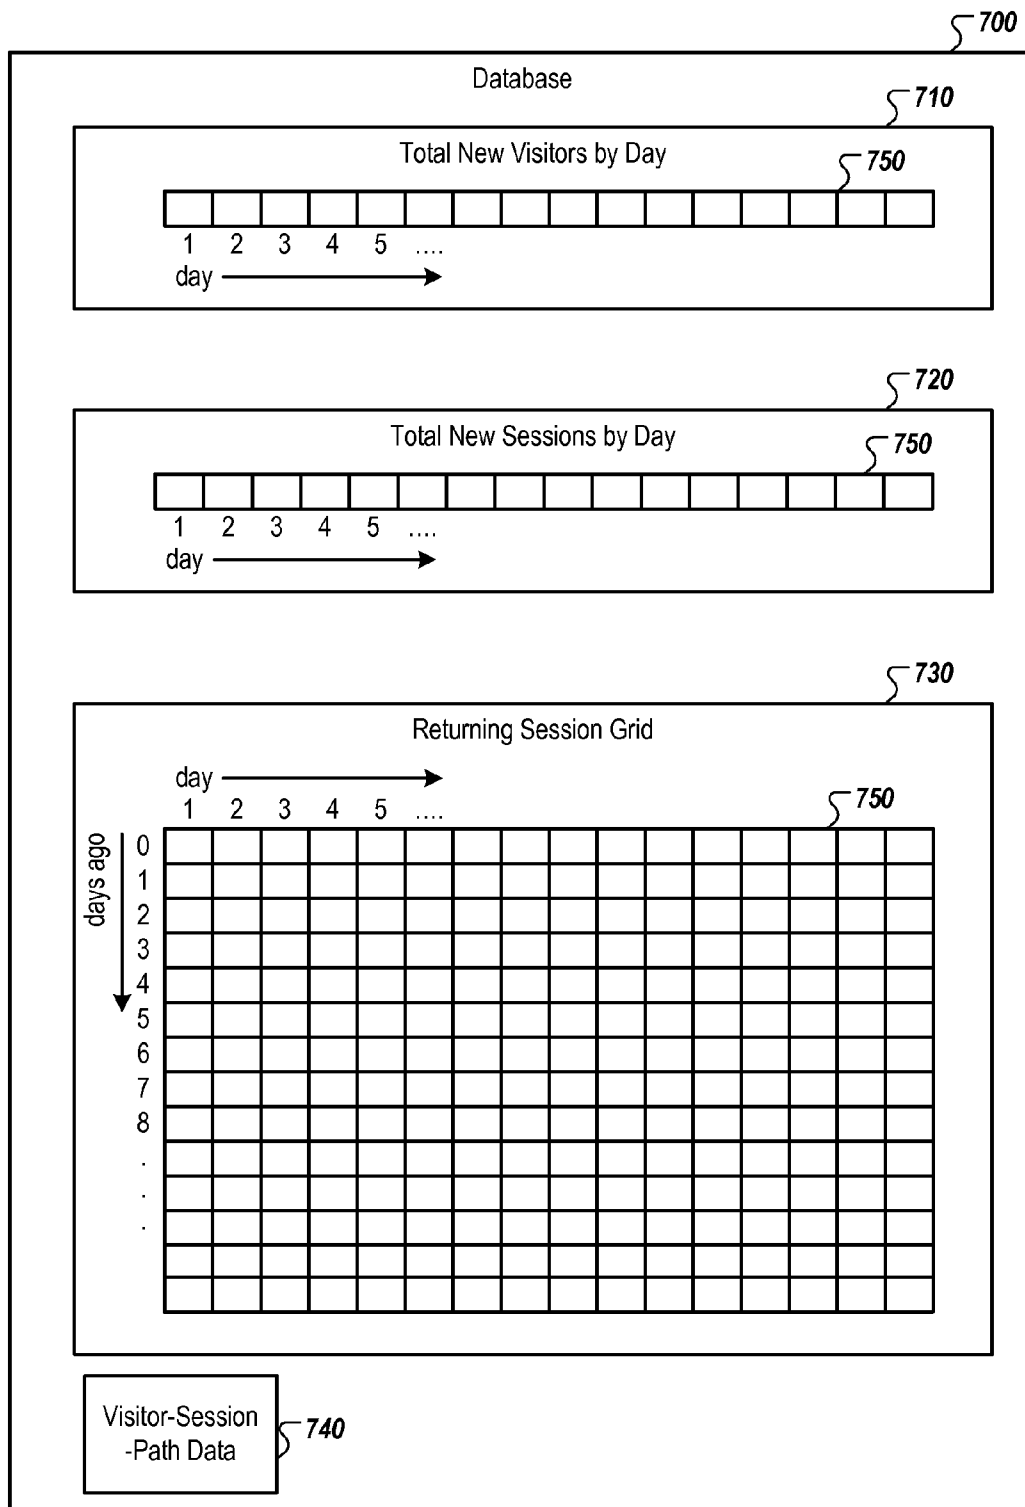 700
Database
710
Total New Visitors by Day
750
1 2 3 4 5 ....
day
720
Total New Sessions by Day
750
1 2 3 4 5 ....
day
730
Returning Session Grid
day
1 2 3 4 5 ....
750
days ago
0
1
2
3
4
5
6
7
8
.
.
.
Visitor-Session
-Path Data
740